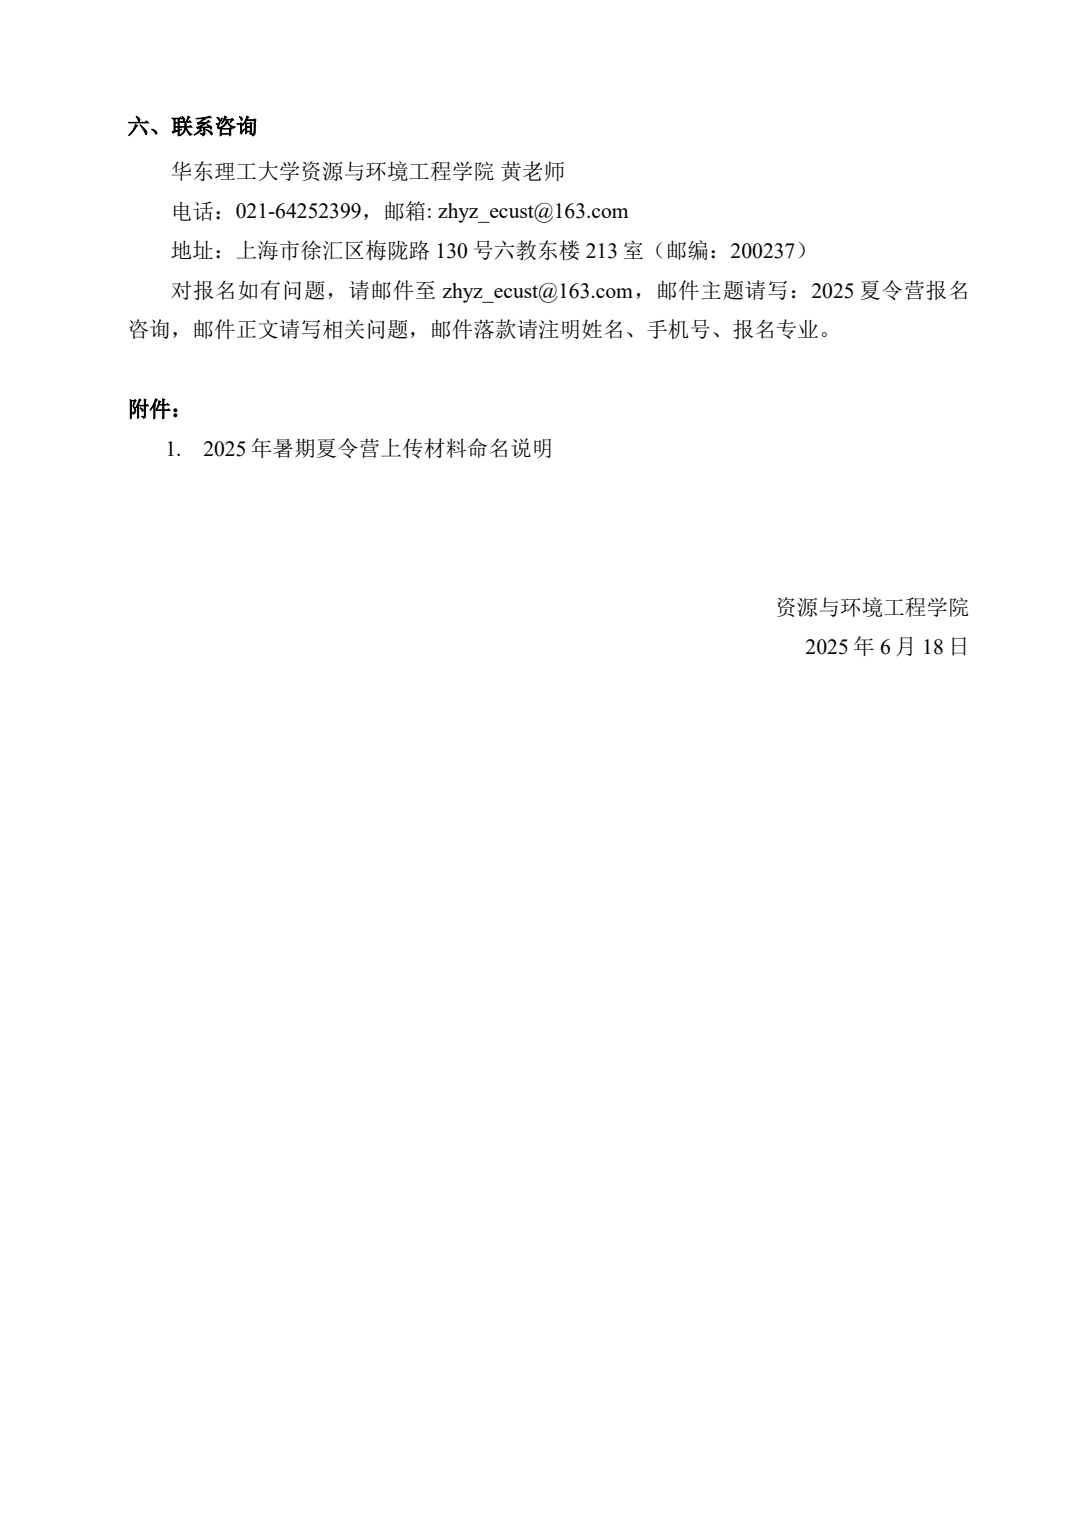 六、联系咨询
华东理工大学资源与环境工程学院 黄老师
电话：021-64252399，邮箱: zhyz_ecust@163.com
地址：上海市徐汇区梅陇路 130 号六教东楼 213 室（邮编：200237）
对报名如有问题，请邮件至 zhyz_ecust@163.com，邮件主题请写：2025 夏令营报名
咨询，邮件正文请写相关问题，邮件落款请注明姓名、手机号、报名专业。
附件：
1. 2025 年暑期夏令营上传材料命名说明
资源与环境工程学院
2025 年 6 月 18 日